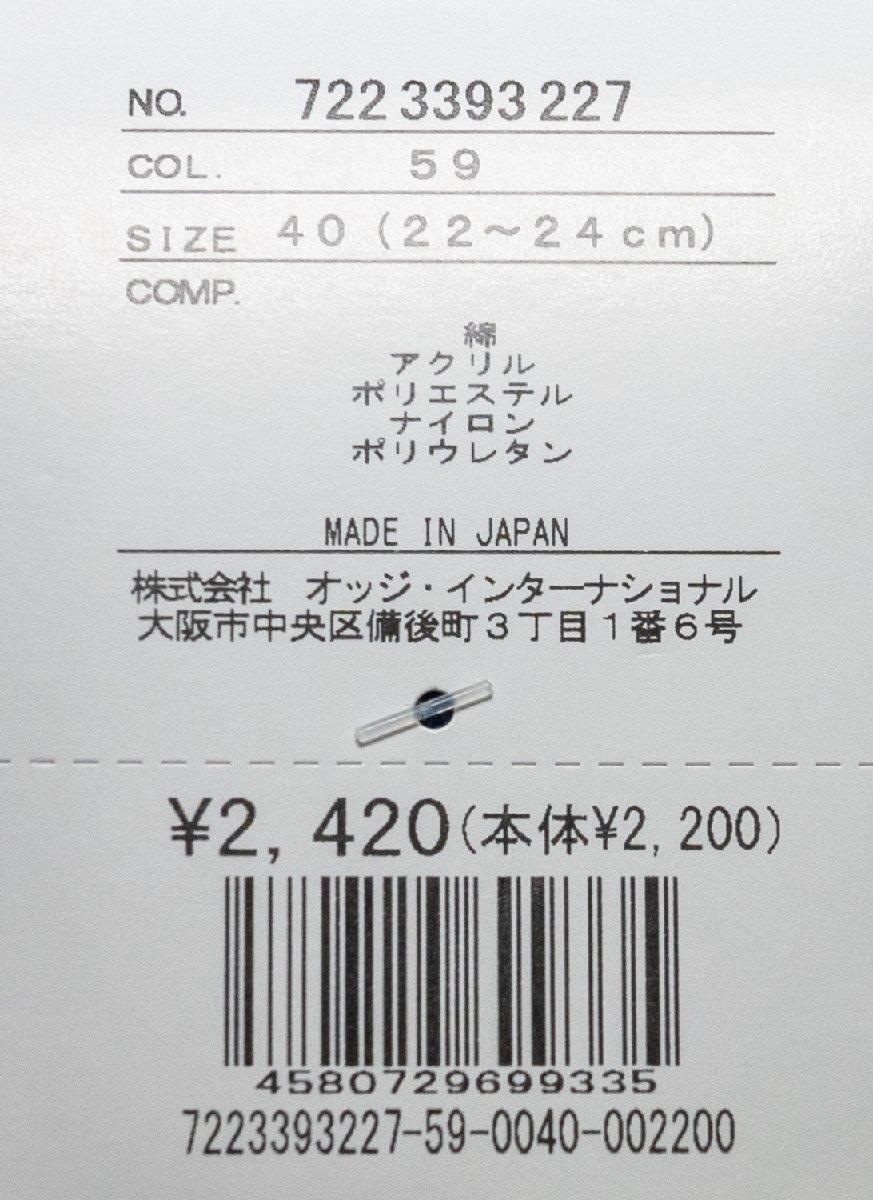 NO. 722 3393 227
COL. 59
SIZE 40 (22～24cm)
COMP.
綿
アクリル
ポリエステル
ナイロン
ポリウレタン
MADE IN JAPAN
株式会社 オッジ・インターナショナル
大阪市中央区備後町3丁目1番6号
¥2,420(本体¥2,200)
4580729699335
7223393227-59-0040-002200